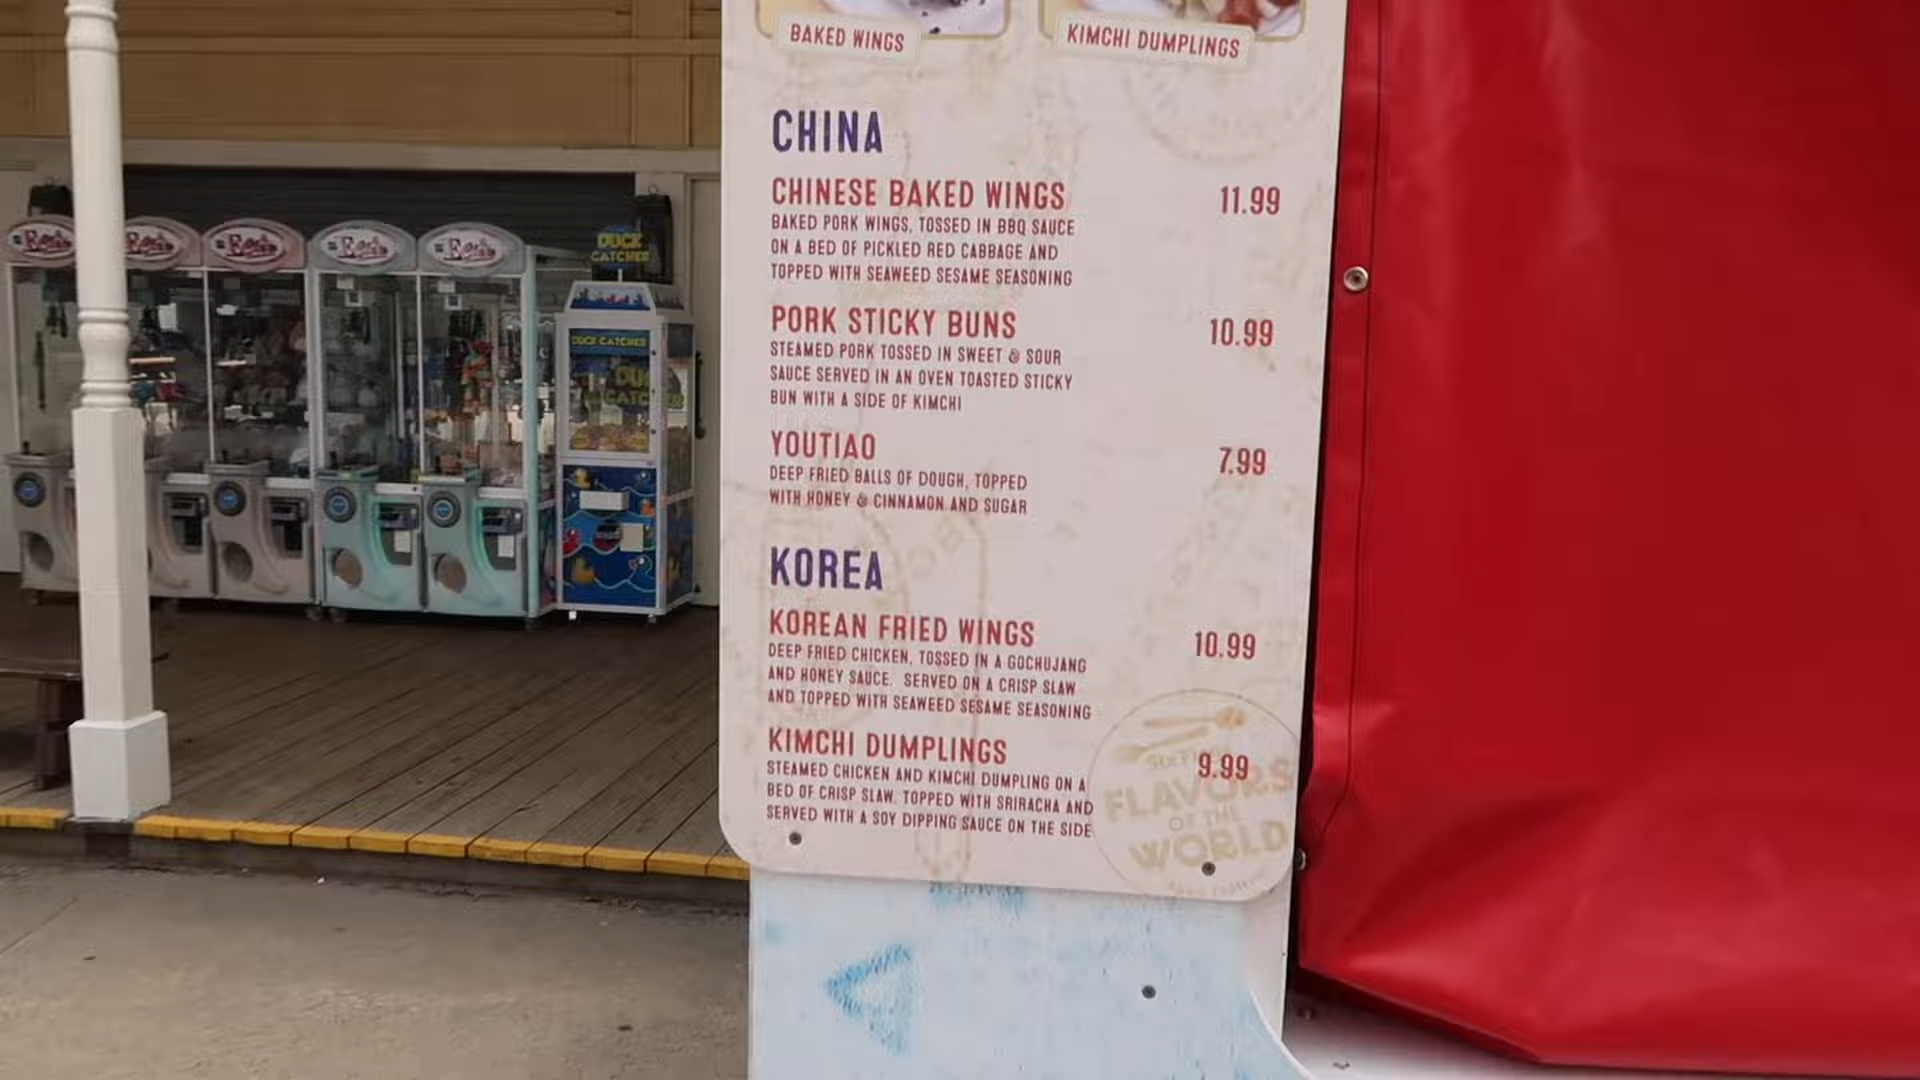 BAKED WINGS
KIMCHI DUMPLINGS
CHINA
CHINESE BAKED WINGS 11.99
BAKED PORK WINGS, TOSSED IN BBQ SAUCE
ON A BED OF PICKLED RED CABBAGE AND
TOPPED WITH SEAWEED SESAME SEASONING
PORK STICKY BUNS 10.99
STEAMED PORK TOSSED IN SWEET & SOUR
SAUCE SERVED IN AN OVEN TOASTED STICKY
BUN WITH A SIDE OF KIMCHI
YOUTIAO 7.99
DEEP FRIED BALLS OF DOUGH, TOPPED
WITH HONEY & CINNAMON AND SUGAR
KOREA
KOREAN FRIED WINGS 10.99
DEEP FRIED CHICKEN, TOSSED IN A GOCHUJANG
AND HONEY SAUCE. SERVED ON A CRISP SLAW
AND TOPPED WITH SEAWEED SESAME SEASONING
KIMCHI DUMPLINGS 9.99
STEAMED CHICKEN AND KIMCHI DUMPLING ON A
BED OF CRISP SLAW. TOPPED WITH SRIRACHA AND
SERVED WITH A SOY DIPPING SAUCE ON THE SIDE
FLAVORS
OF THE
WORLD
DUCK
CATCHER
DUCK CATCHER